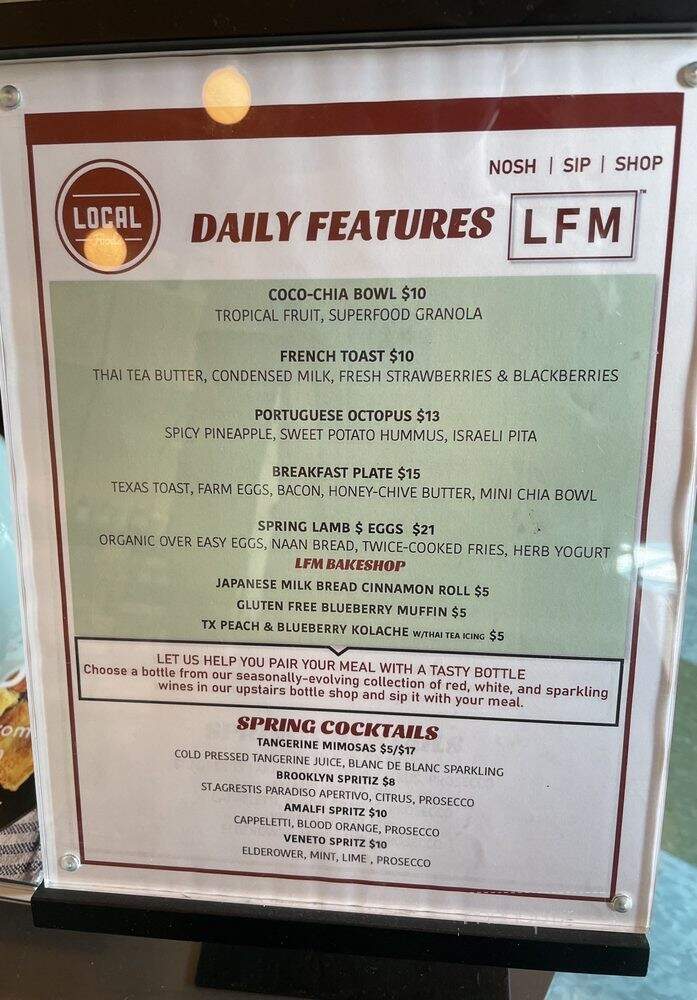 NOSH | SIP | SHOP
LOCAL
Foods
DAILY FEATURES
LFM™
COCO-CHIA BOWL $10
TROPICAL FRUIT, SUPERFOOD GRANOLA
FRENCH TOAST $10
THAI TEA BUTTER, CONDENSED MILK, FRESH STRAWBERRIES & BLACKBERRIES
PORTUGUESE OCTOPUS $13
SPICY PINEAPPLE, SWEET POTATO HUMMUS, ISRAELI PITA
BREAKFAST PLATE $15
TEXAS TOAST, FARM EGGS, BACON, HONEY-CHIVE BUTTER, MINI CHIA BOWL
SPRING LAMB $ EGGS $21
ORGANIC OVER EASY EGGS, NAAN BREAD, TWICE-COOKED FRIES, HERB YOGURT
LFM BAKESHOP
JAPANESE MILK BREAD CINNAMON ROLL $5
GLUTEN FREE BLUEBERRY MUFFIN $5
TX PEACH & BLUEBERRY KOLACHE W/THAI TEA ICING $5
LET US HELP YOU PAIR YOUR MEAL WITH A TASTY BOTTLE
Choose a bottle from our seasonally-evolving collection of red, white, and sparkling
wines in our upstairs bottle shop and sip it with your meal.
SPRING COCKTAILS
TANGERINE MIMOSAS $5/$17
COLD PRESSED TANGERINE JUICE, BLANC DE BLANC SPARKLING
BROOKLYN SPRITIZ $8
ST.AGRESTIS PARADISO APERTIVO, CITRUS, PROSECCO
AMALFI SPRITZ $10
CAPPELETTI, BLOOD ORANGE, PROSECCO
VENETO SPRITZ $10
ELDEROWER, MINT, LIME , PROSECCO